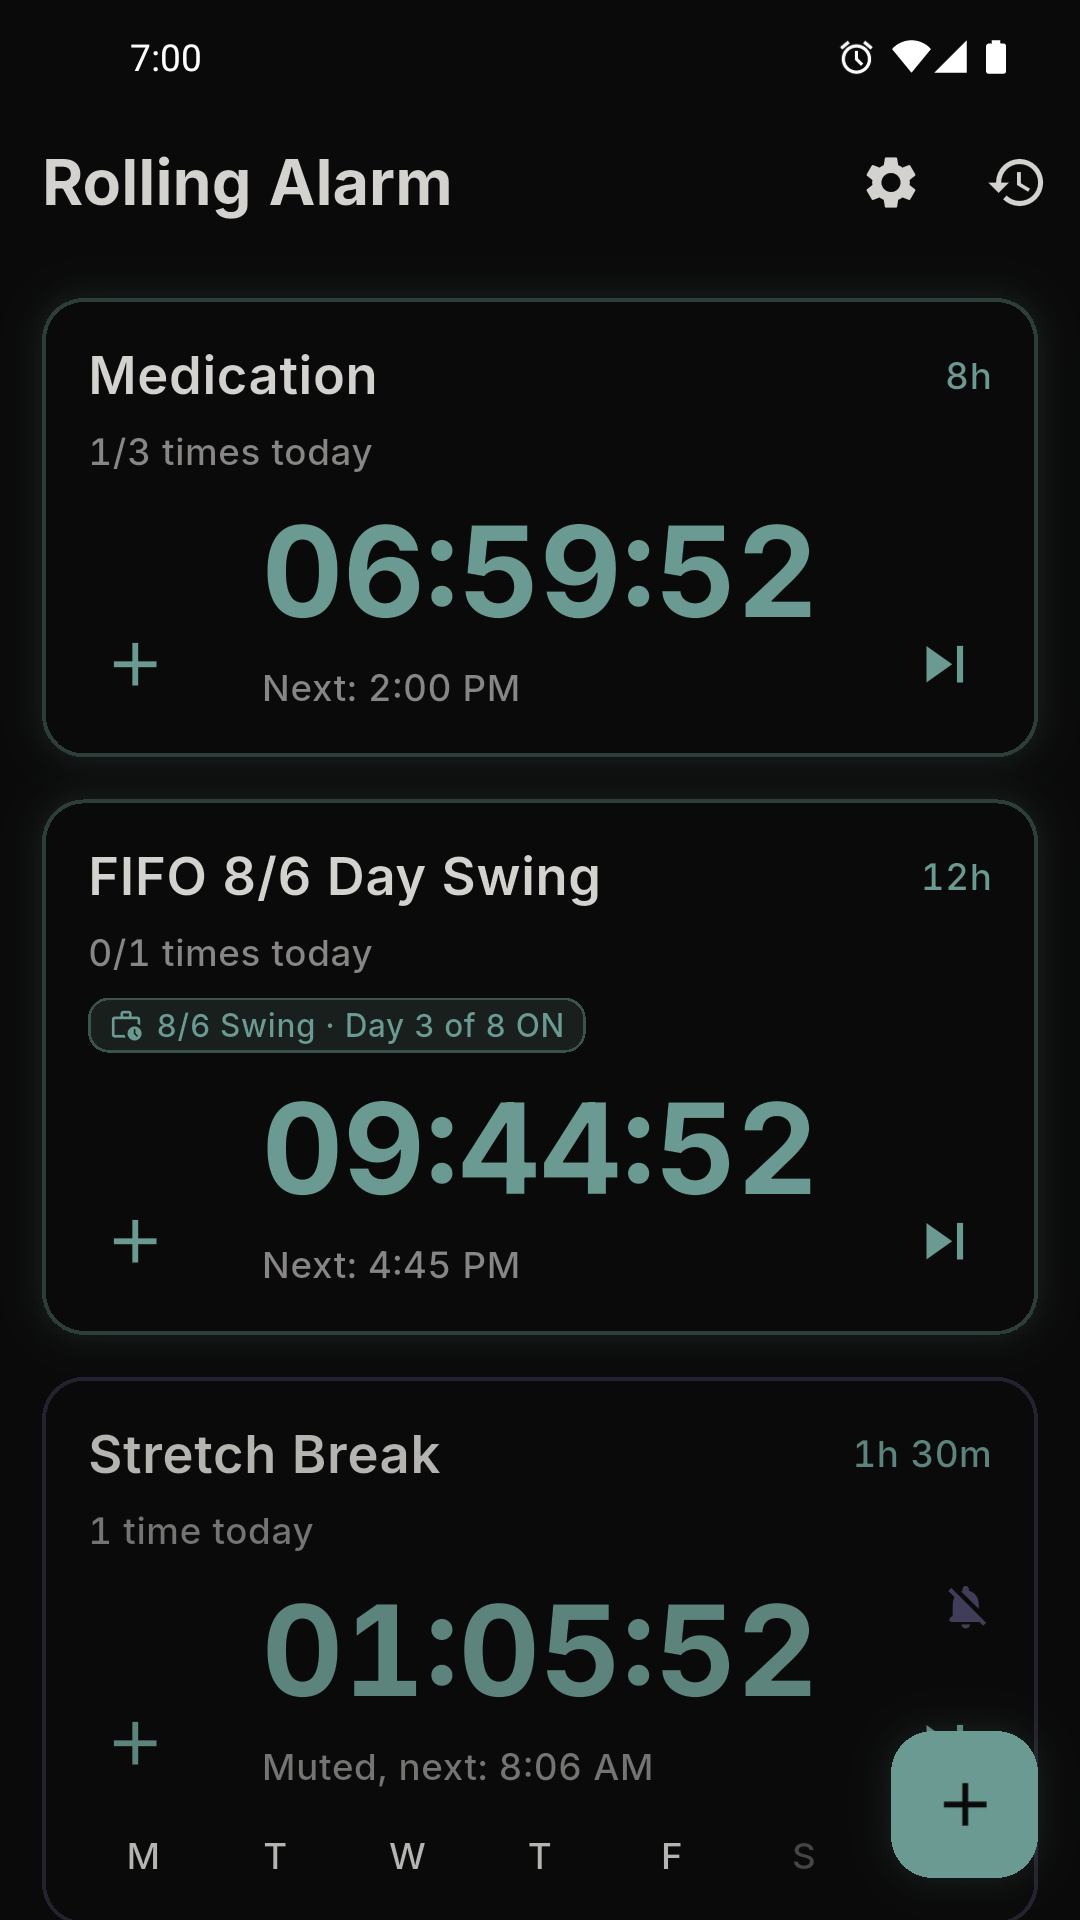 7:00
Rolling Alarm
Medication
8h
1/3 times today
06:59:52
Next: 2:00 PM
FIFO 8/6 Day Swing
12h
0/1 times today
8/6 Swing · Day 3 of 8 ON
09:44:52
Next: 4:45 PM
Stretch Break
1h 30m
1 time today
01:05:52
Muted, next: 8:06 AM
M T W T F S